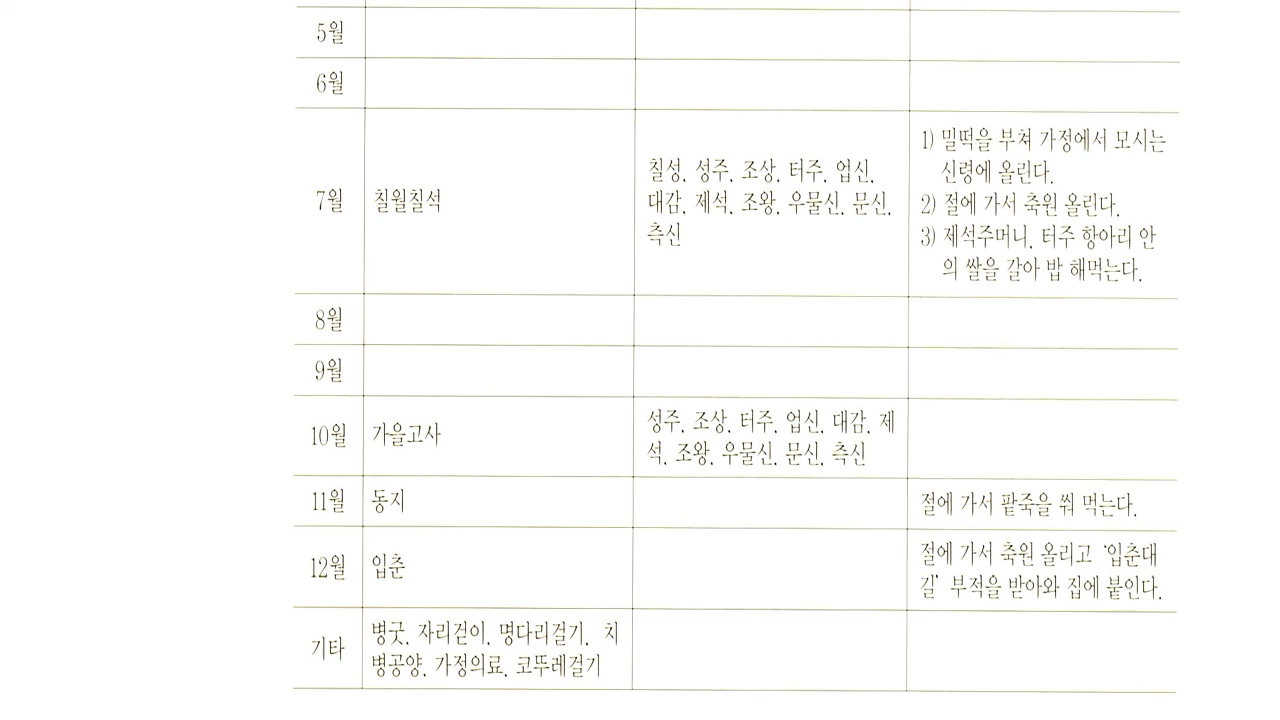 5월
6월
7월
칠월칠석
칠성, 성주, 조상, 터주, 업신,
대감, 제석, 조왕, 우물신, 문신,
측신
1) 밀떡을 부쳐 가정에서 모시는
신령에 올린다.
2) 절에 가서 축원 올린다.
3) 제석주머니, 터주 항아리 안
의 쌀을 갈아 밥 해먹는다.
8월
9월
10월
가을고사
성주, 조상, 터주, 업신, 대감, 제
석, 조왕, 우물신, 문신, 측신
11월
동지
절에 가서 팥죽을 쒀 먹는다.
12월
입춘
절에 가서 축원 올리고 '입춘대
길' 부적을 받아와 집에 붙인다.
기타
병굿, 자리걷이, 명다리걸기, 치
병공양, 가정의료, 코뚜레걸기